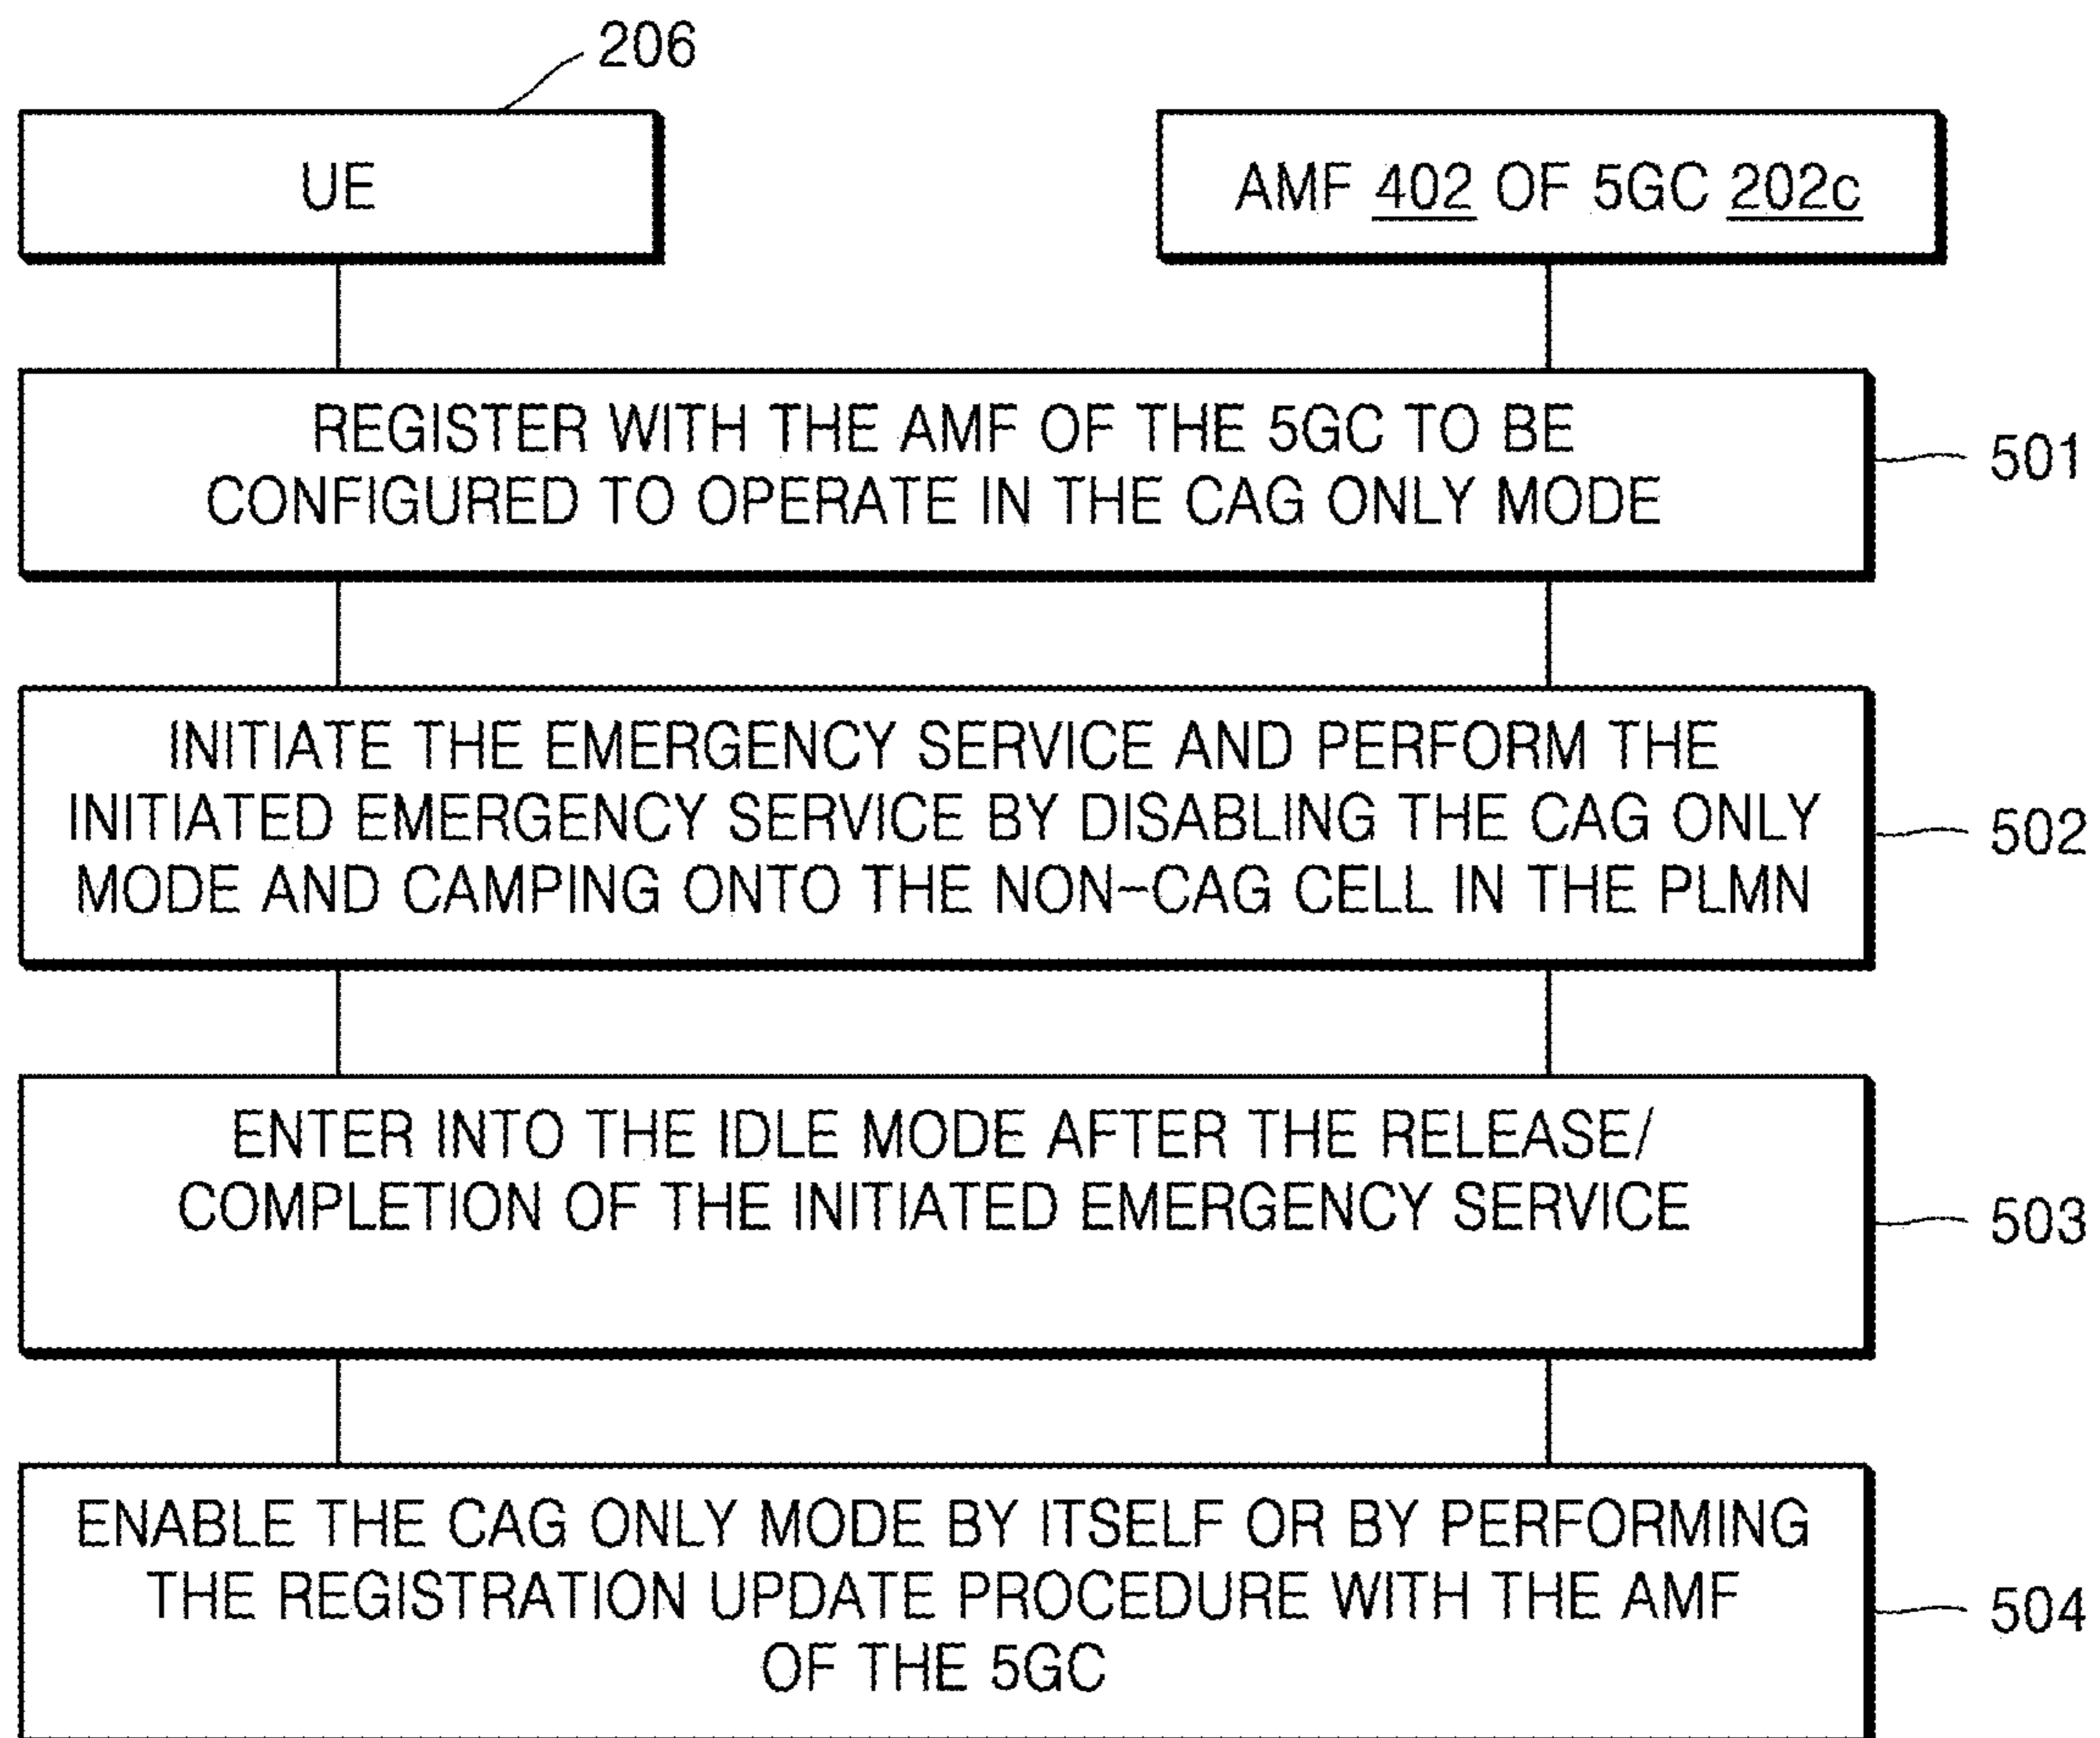 206
UE
AMF 402 OF 5GC 202c
REGISTER WITH THE AMF OF THE 5GC TO BE
CONFIGURED TO OPERATE IN THE CAG ONLY MODE
501
INITIATE THE EMERGENCY SERVICE AND PERFORM THE
INITIATED EMERGENCY SERVICE BY DISABLING THE CAG ONLY
MODE AND CAMPING ONTO THE NON-CAG CELL IN THE PLMN
502
ENTER INTO THE IDLE MODE AFTER THE RELEASE/
COMPLETION OF THE INITIATED EMERGENCY SERVICE
503
ENABLE THE CAG ONLY MODE BY ITSELF OR BY PERFORMING
THE REGISTRATION UPDATE PROCEDURE WITH THE AMF
OF THE 5GC
504